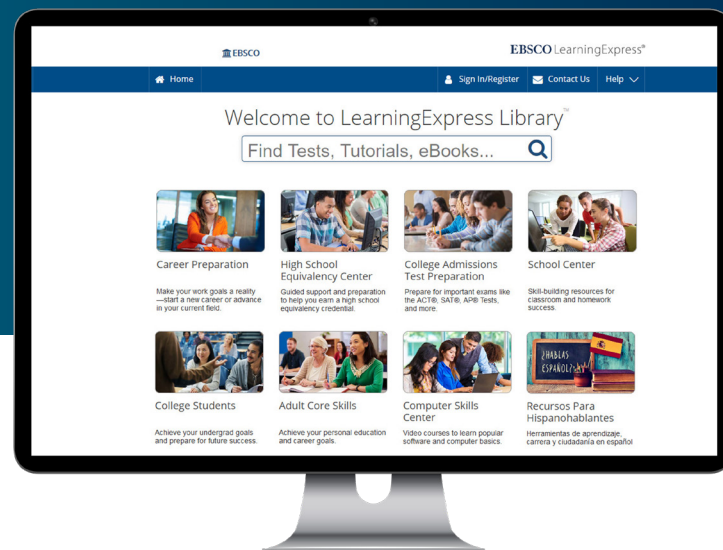 EBSCO
EBSCO LearningExpress®
Home
Sign In/Register
Contact Us
Help
Welcome to LearningExpress Library™
Find Tests, Tutorials, eBooks...
Career Preparation
Make your work goals a reality
—start a new career or advance
in your current field.
High School
Equivalency Center
Guided support and preparation
to help you earn a high school
equivalency credential.
College Admissions
Test Preparation
Prepare for important exams like
the ACT®, SAT®, AP® Tests,
and more.
School Center
Skill-building resources for
classroom and homework
success.
College Students
Achieve your undergrad goals
and prepare for future success.
Adult Core Skills
Achieve your personal education
and career goals.
Computer Skills
Center
Video courses to learn popular
software and computer basics.
¿HABLAS
ESPAÑOL?
Recursos Para
Hispanohablantes
Herramientas de aprendizaje,
carrera y ciudadanía en español